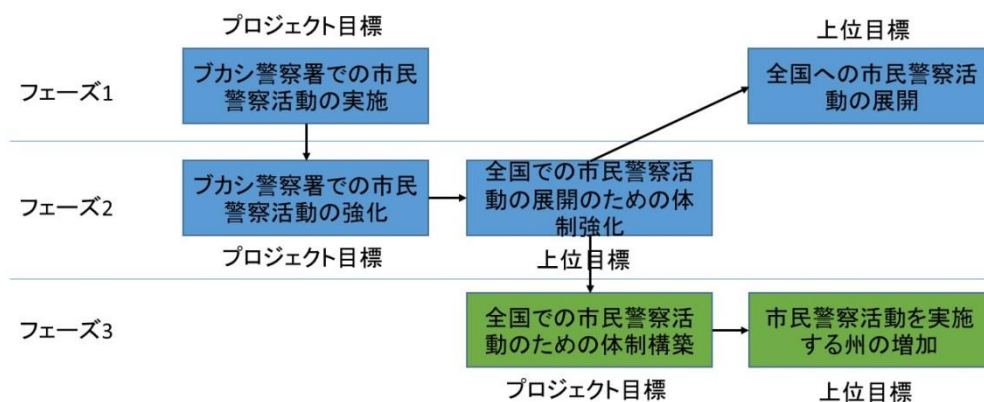 プロジェクト目標
上位目標
フェーズ1
ブカシ警察署での市民
警察活動の実施
全国への市民警察活
動の展開
フェーズ2
ブカシ警察署での市民
警察活動の強化
全国での市民警察活
動の展開のための体
制強化
プロジェクト目標
上位目標
フェーズ3
全国での市民警察活
動のための体制構築
市民警察活動を実施
する州の増加
プロジェクト目標
上位目標